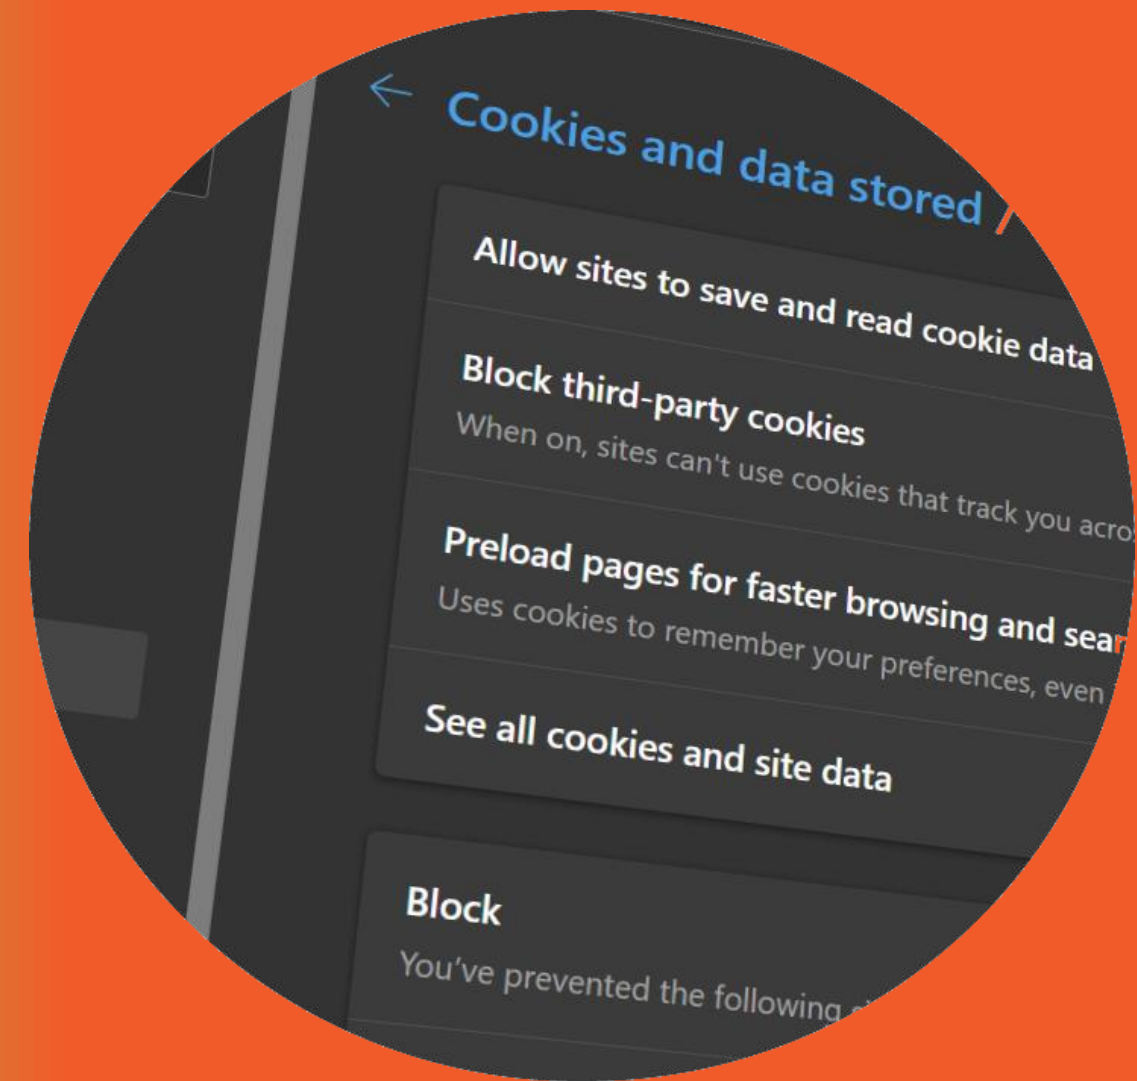 Cookies and data stored /
Allow sites to save and read cookie data
Block third-party cookies
When on, sites can't use cookies that track you
Preload pages for faster browsing and
Uses cookies to remember your preferences, even
See all cookies and site data
Block
You've prevented the following